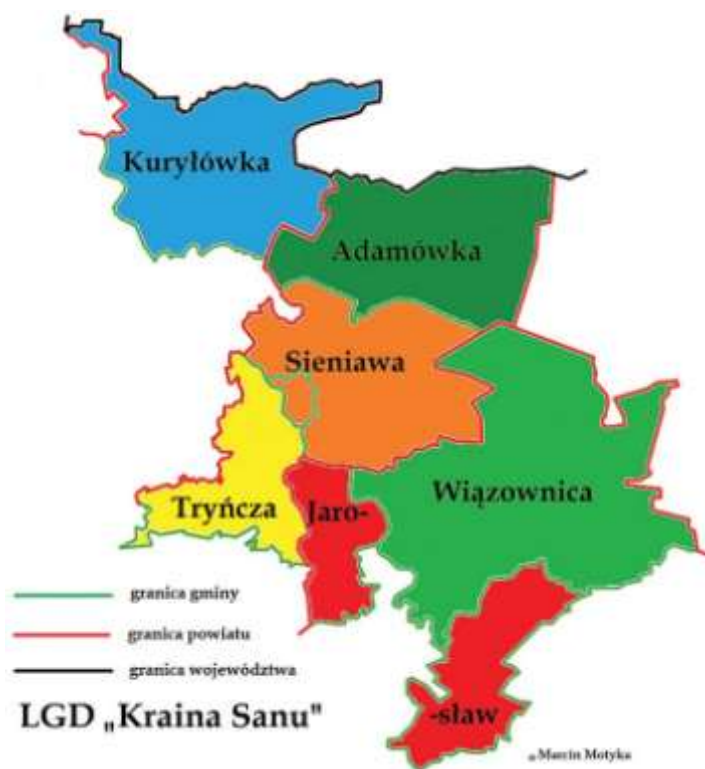 Kuryłówka
Adamówka
Sieniawa
Wiązownica
Tryńcza
Jaro-
granica gminy
granica powiatu
granica województwa
-sław
LGD „Kraina Sanu"
Marcin Motyka